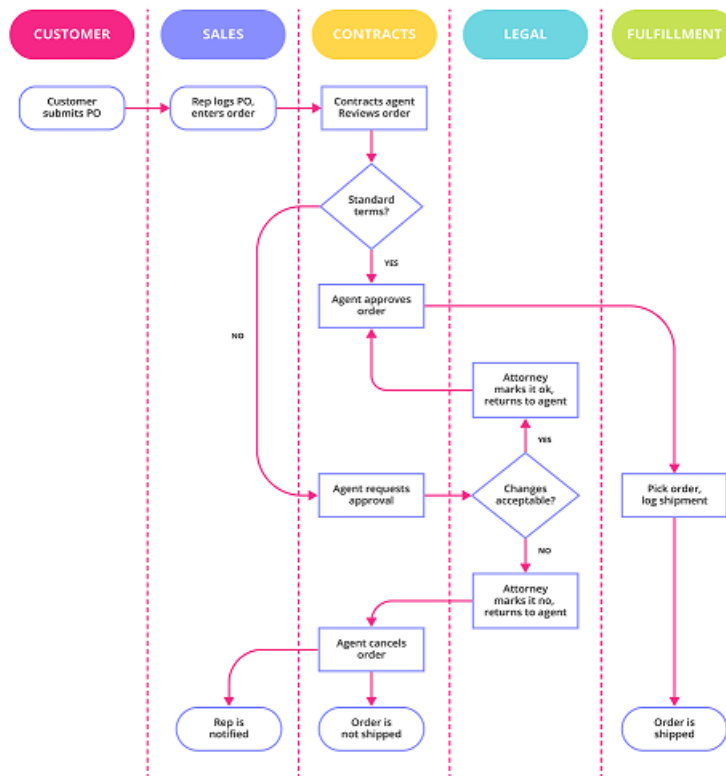 CUSTOMER
SALES
CONTRACTS
LEGAL
FULFILLMENT
Customer
submits PO
Rep logs PO,
enters order
Contracts agent
Reviews order
Standard
terms?
YES
Agent approves
order
NO
Attorney
marks it ok,
returns to agent
YES
Agent requests
approval
Changes
acceptable?
Pick order,
log shipment
NO
Attorney
marks it no,
returns to agent
Agent cancels
order
Rep is
notified
Order is
not shipped
Order is
shipped